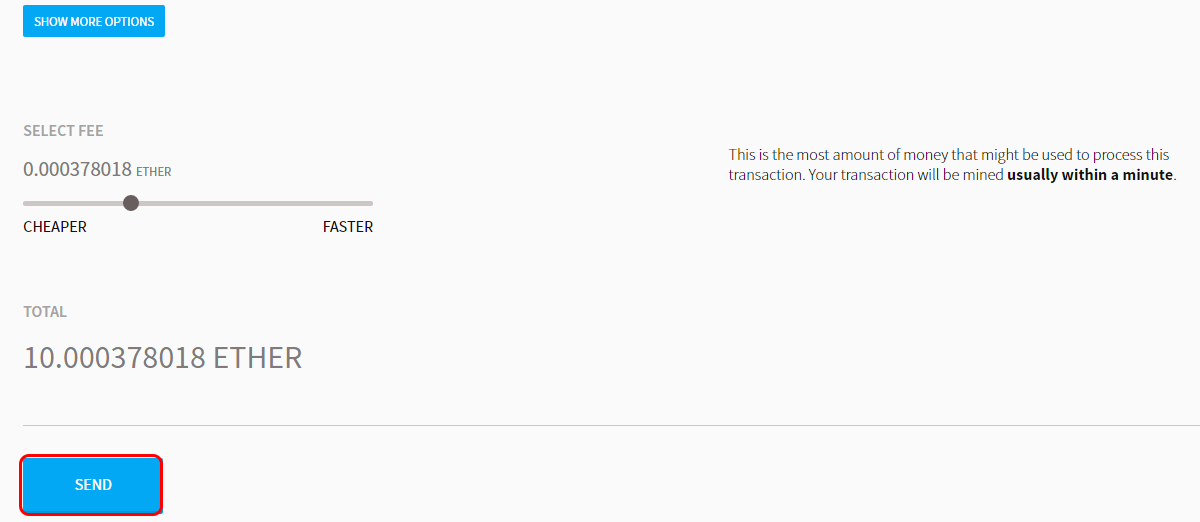 SHOW MORE OPTIONS
SELECT FEE
0.000378018 ETHER
This is the most amount of money that might be used to process this
transaction. Your transaction will be mined usually within a minute.
CHEAPER
FASTER
TOTAL
10.000378018 ETHER
SEND